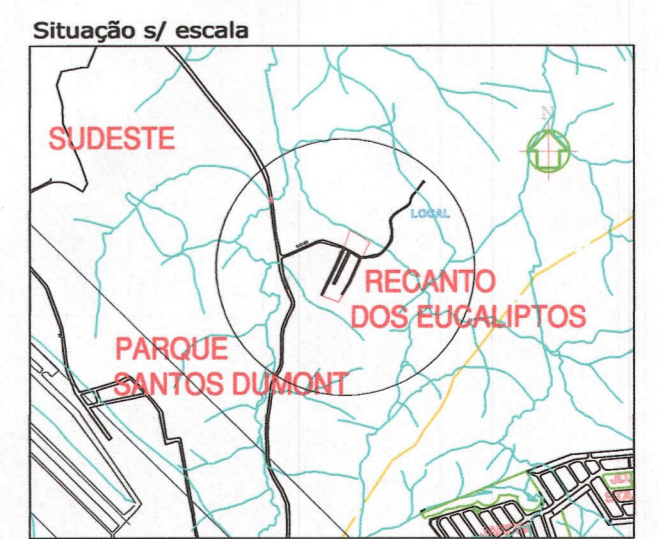 Situação s/ escala
SUDESTE
N
LOCAL
RECANTO
DOS EUCALIPTOS
PARQUE
SANTOS DUMONT